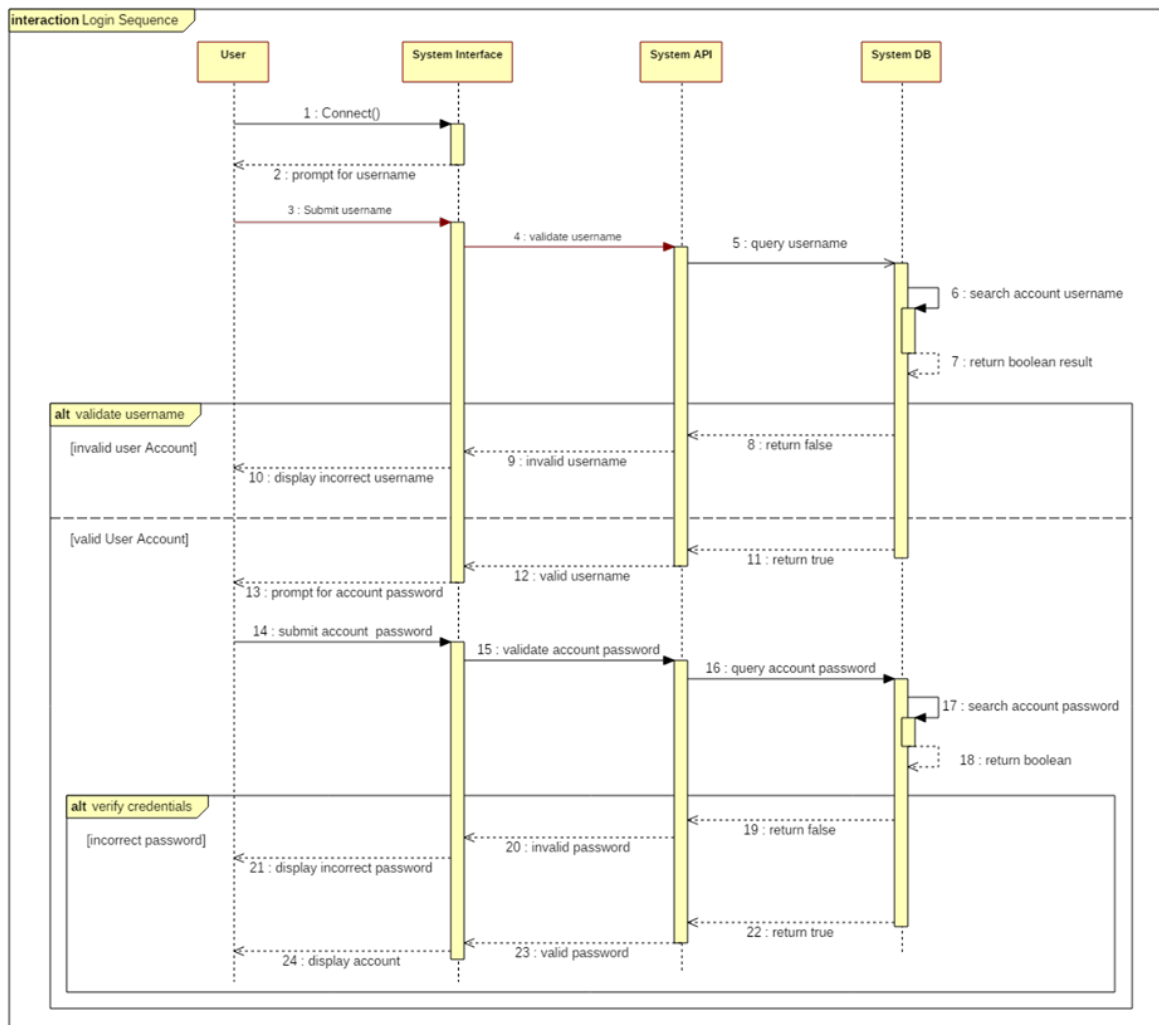 interaction Login Sequence
User
System Interface
System API
System DB
1 : Connect()
2 : prompt for username
3 : Submit username
4 : validate username
5 : query username
6 : search account username
7 : return boolean result
alt validate username
[invalid user Account]
8 : return false
9 : invalid username
10 : display incorrect username
[valid User Account]
11 : return true
12 : valid username
13 : prompt for account password
14 : submit account  password
15 : validate account password
16 : query account password
17 : search account password
18 : return boolean
alt verify credentials
[incorrect password]
19 : return false
20 : invalid password
21 : display incorrect password
22 : return true
23 : valid password
24 : display account